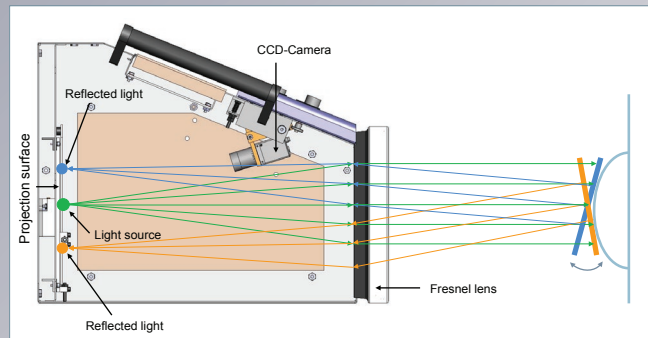 CCD-Camera
Reflected light
Projection surface
Light source
Fresnel lens
Reflected light